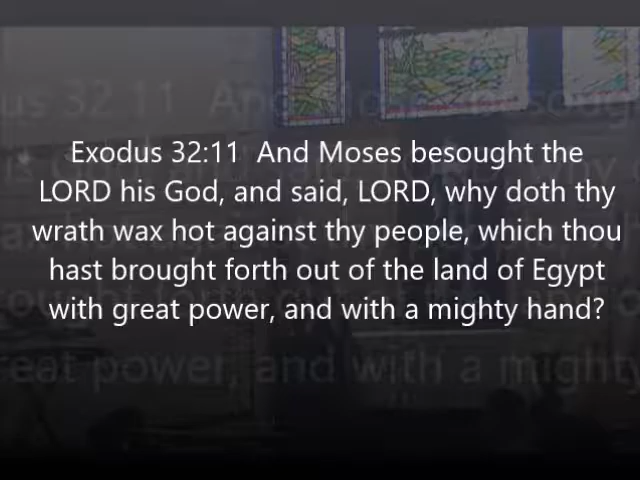 Exodus 32:11  And Moses besought the
LORD his God, and said, LORD, why doth thy
wrath wax hot against thy people, which thou
hast brought forth out of the land of Egypt
with great power, and with a mighty hand?